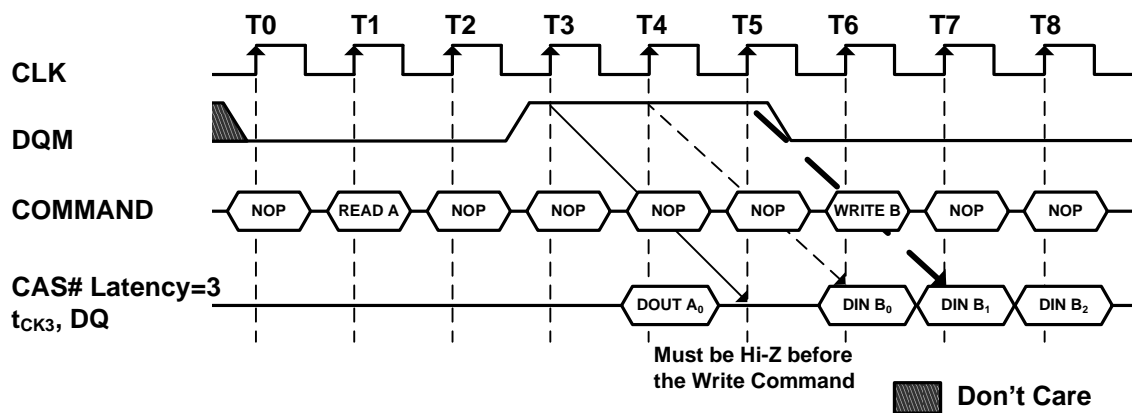 T0 T1 T2 T3 T4 T5 T6 T7 T8
CLK
DQM
COMMAND NOP READ A NOP NOP NOP NOP WRITE B NOP NOP
CAS# Latency=3
tCK3, DQ DOUT A0 DIN B0 DIN B1 DIN B2
Must be Hi-Z before
the Write Command
Don't Care